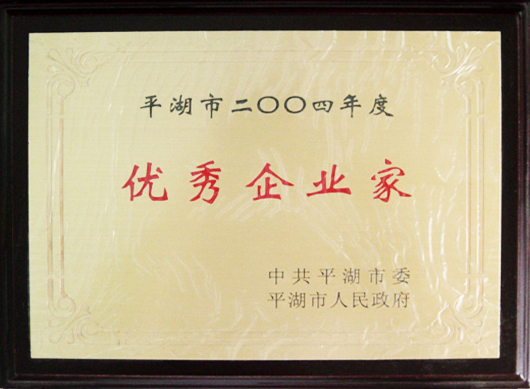 平湖市二〇〇四年度
优秀企业家
中共平湖市委
平湖市人民政府